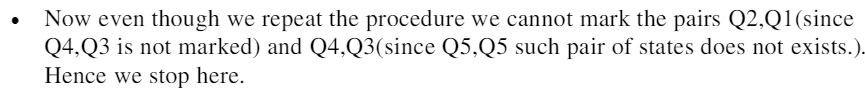 • Now even though we repeat the procedure we cannot mark the pairs Q2,Q1(since
Q4,Q3 is not marked) and Q4,Q3(since Q5,Q5 such pair of states does not exists.).
Hence we stop here.